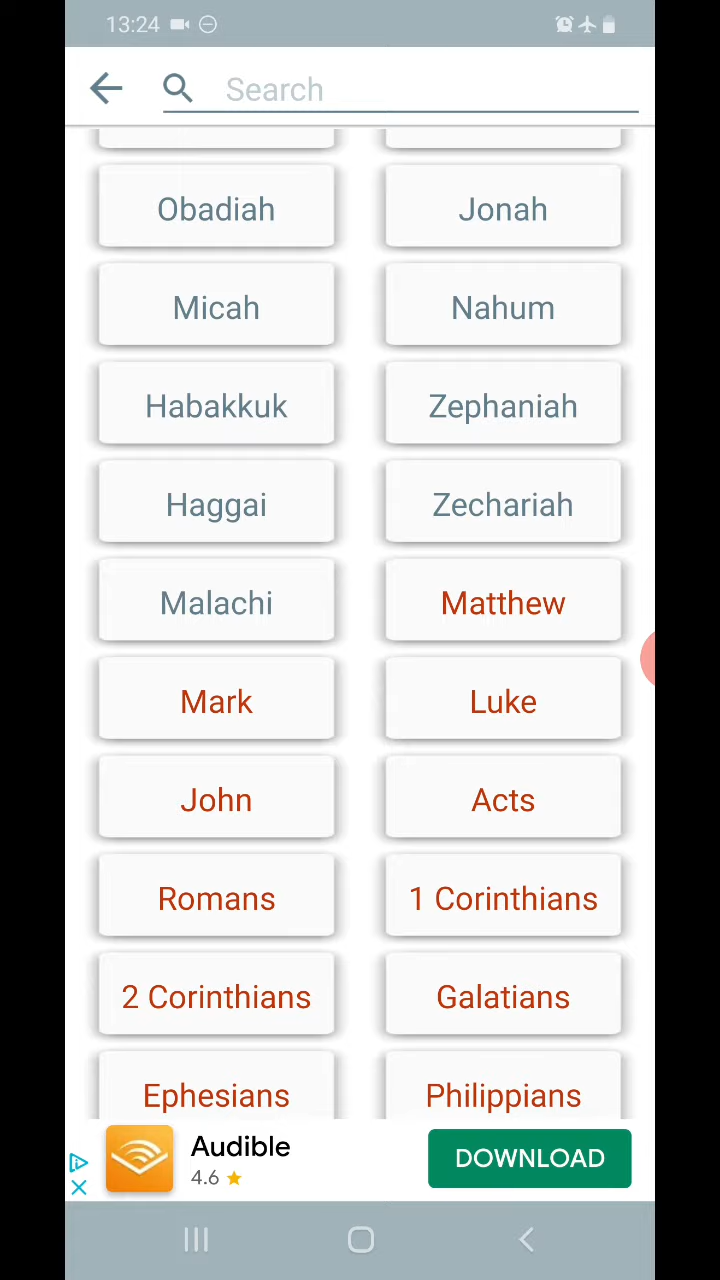 13:24
Search
Obadiah
Jonah
Micah
Nahum
Habakkuk
Zephaniah
Haggai
Zechariah
Malachi
Matthew
Mark
Luke
John
Acts
Romans
1 Corinthians
2 Corinthians
Galatians
Ephesians
Philippians
Audible
4.6
DOWNLOAD